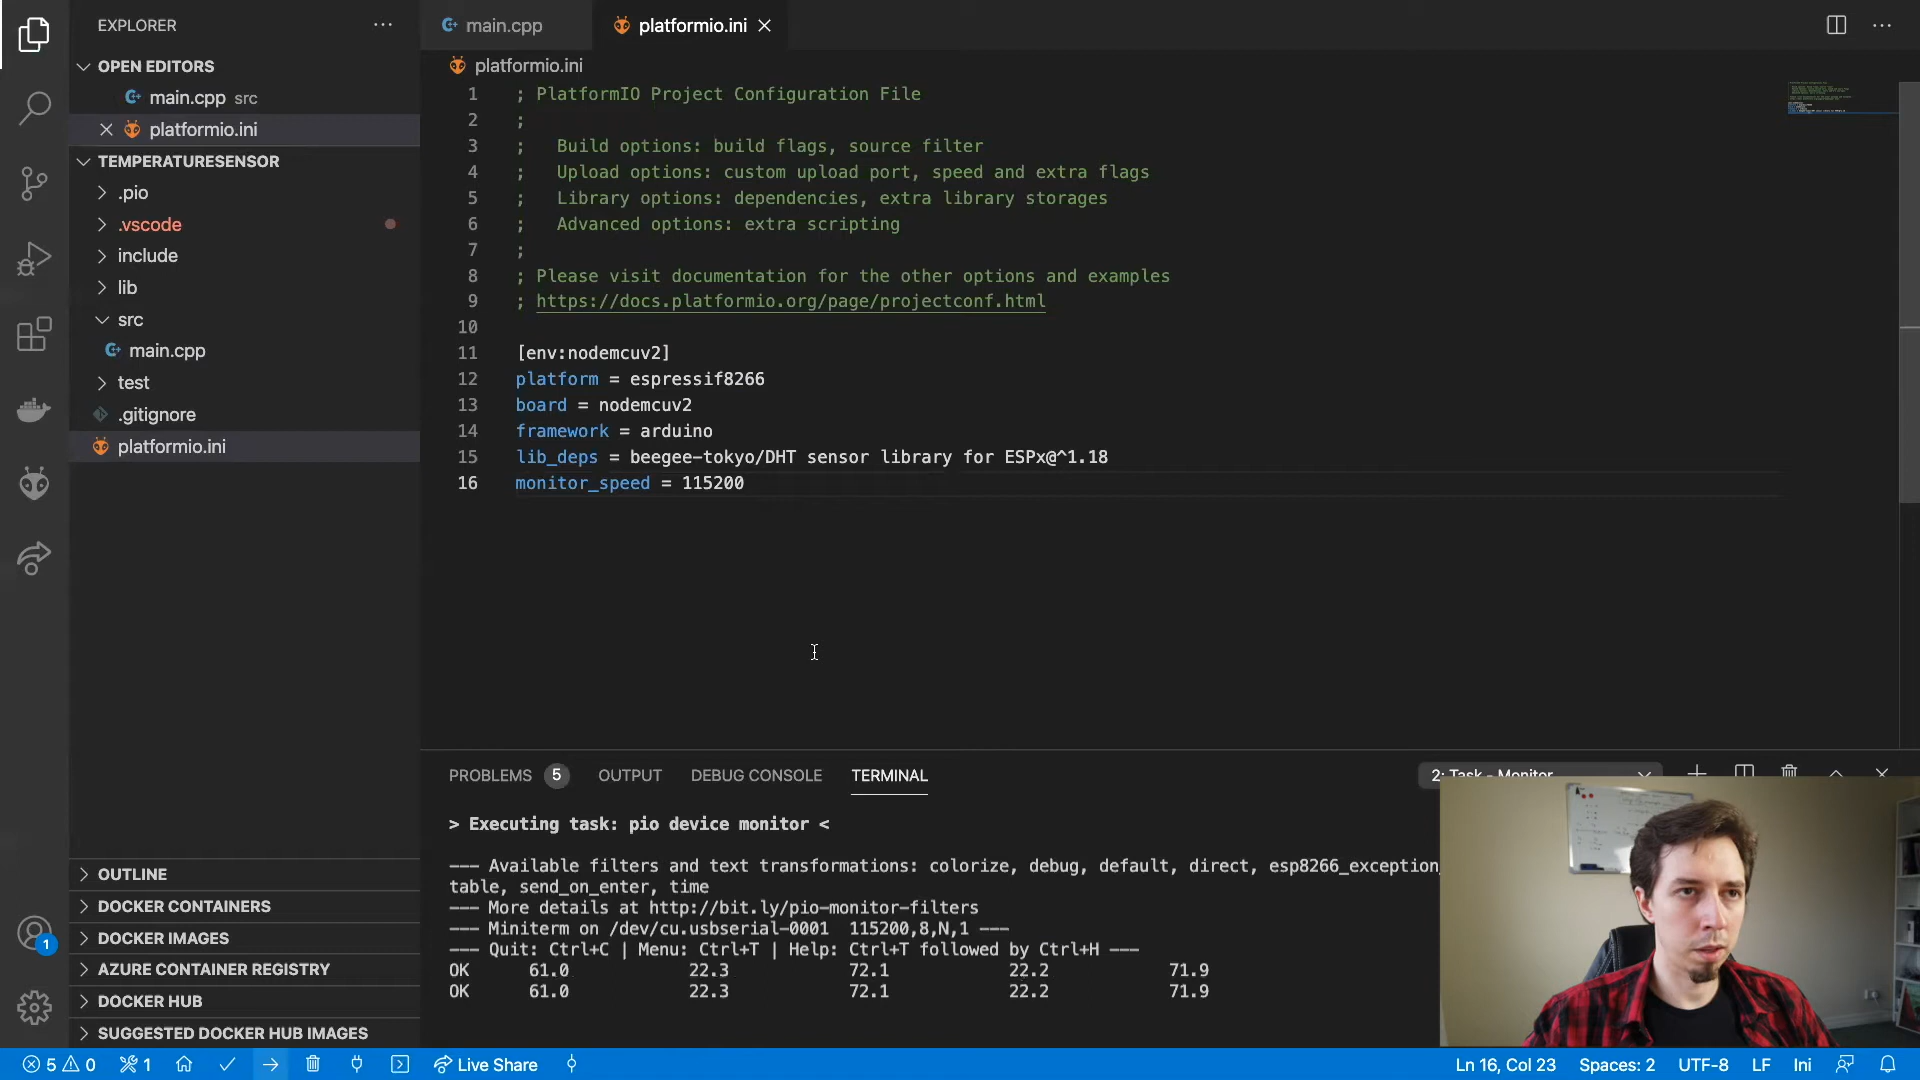 EXPLORER
OPEN EDITORS
main.cpp src
platformio.ini
TEMPERATURESENSOR
.pio
.vscode
include
lib
src
main.cpp
test
.gitignore
platformio.ini
OUTLINE
DOCKER CONTAINERS
DOCKER IMAGES
AZURE CONTAINER REGISTRY
DOCKER HUB
SUGGESTED DOCKER HUB IMAGES
1
main.cpp
platformio.ini
platformio.ini
1 ; PlatformIO Project Configuration File
2 ;
3 ;   Build options: build flags, source filter
4 ;   Upload options: custom upload port, speed and extra flags
5 ;   Library options: dependencies, extra library storages
6 ;   Advanced options: extra scripting
7 ;
8 ; Please visit documentation for the other options and examples
9 ; https://docs.platformio.org/page/projectconf.html
10
11 [env:nodemcuv2]
12 platform = espressif8266
13 board = nodemcuv2
14 framework = arduino
15 lib_deps = beegee-tokyo/DHT sensor library for ESPx@^1.18
16 monitor_speed = 115200
PROBLEMS 5 OUTPUT DEBUG CONSOLE TERMINAL 2: Task - Monitor
> Executing task: pio device monitor <
--- Available filters and text transformations: colorize, debug, default, direct, esp8266_exception_
table, send_on_enter, time
--- More details at http://bit.ly/pio-monitor-filters
--- Miniterm on /dev/cu.usbserial-0001  115200,8,N,1 ---
--- Quit: Ctrl+C | Menu: Ctrl+T | Help: Ctrl+T followed by Ctrl+H ---
OK 61.0 22.3 72.1 22.2 71.9
OK 61.0 22.3 72.1 22.2 71.9
5 0 1 Live Share Ln 16, Col 23 Spaces: 2 UTF-8 LF Ini